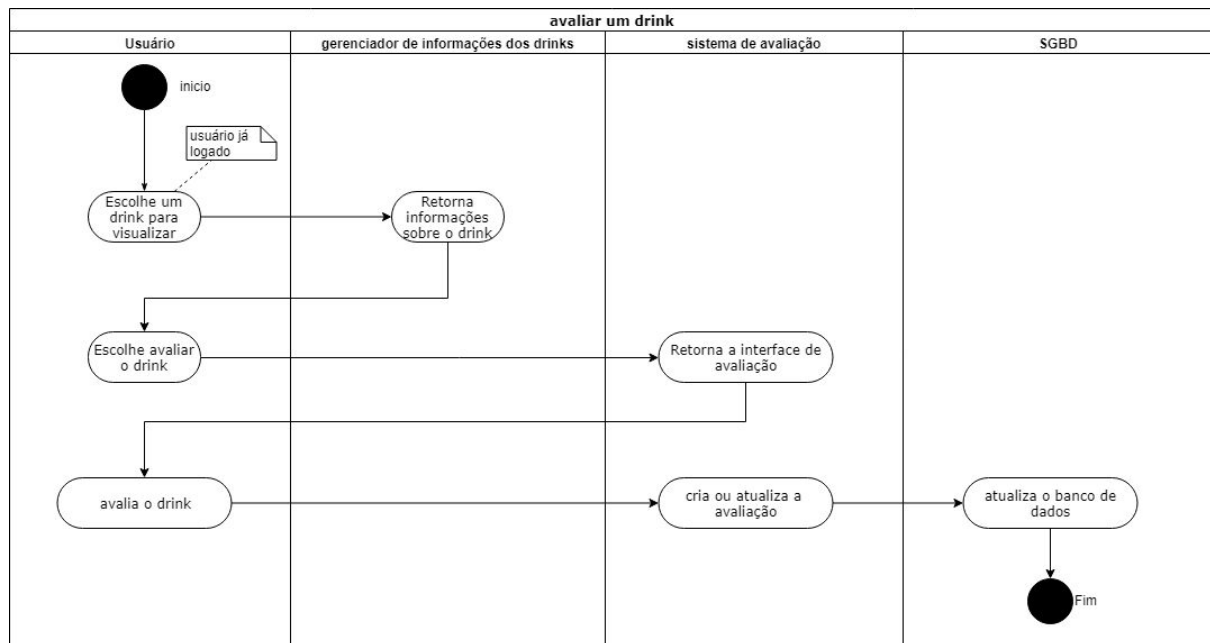 avaliar um drink
Usuário
gerenciador de informações dos drinks
sistema de avaliação
SGBD
inicio
usuário já
logado
Escolhe um
drink para
visualizar
Retorna
informações
sobre o drink
Escolhe avaliar
o drink
Retorna a interface de
avaliação
avalia o drink
cria ou atualiza a
avaliação
atualiza o banco de
dados
Fim